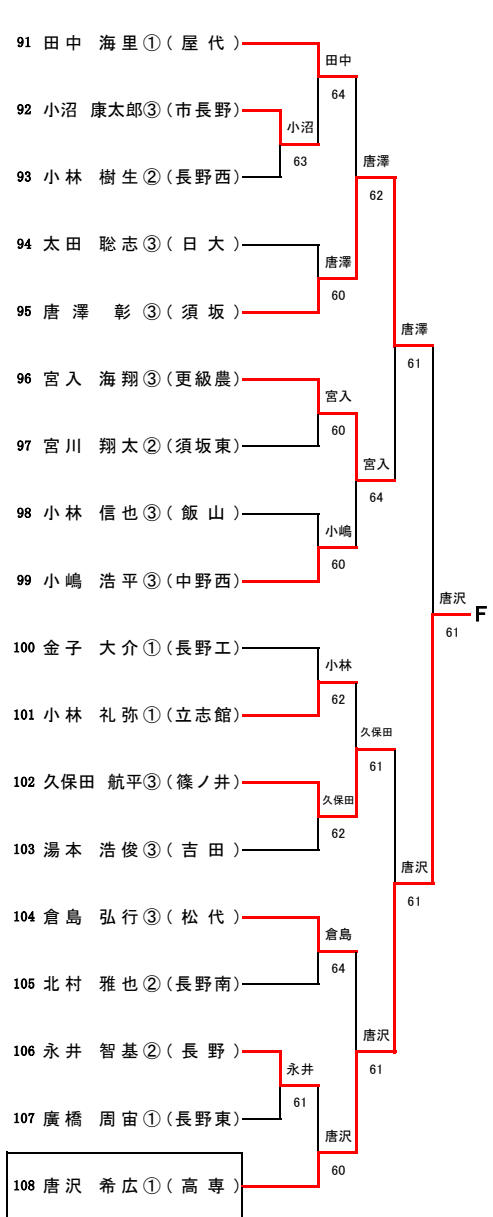 91 田中 海里①(屋代)
田中
64
92 小沼 康太郎③(市長野)
小沼
63
93 小林 樹生②(長野西)
唐澤
62
94 太田 聡志③(日大)
唐澤
60
95 唐澤 彰③(須坂)
唐澤
61
96 宮入 海翔③(更級農)
宮入
60
97 宮川 翔太②(須坂東)
宮入
64
98 小林 信也③(飯山)
小嶋
60
99 小嶋 浩平③(中野西)
唐沢
F
61
100 金子 大介①(長野工)
小林
62
101 小林 礼弥①(立志館)
久保田
61
102 久保田 航平③(篠ノ井)
久保田
62
103 湯本 浩俊③(吉田)
唐沢
61
104 倉島 弘行③(松代)
倉島
64
105 北村 雅也②(長野南)
唐沢
61
106 永井 智基②(長野)
永井
61
107 廣橋 周宙①(長野東)
唐沢
60
108 唐沢 希広①(高専)